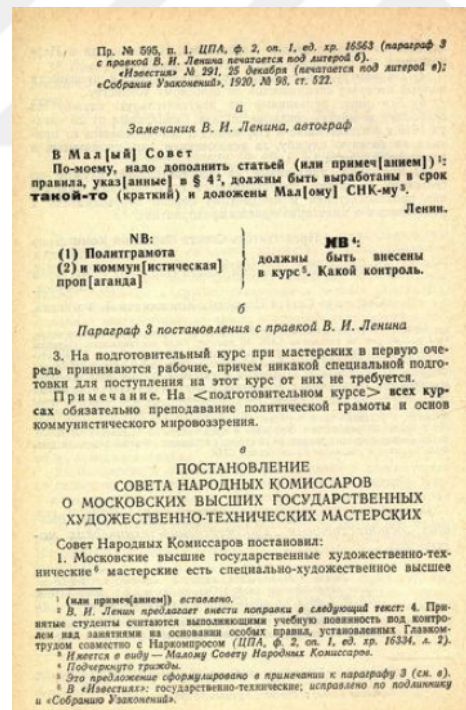 Пр. № 595, п. 1. ЦПА, ф. 2, оп. 1, ед. хр. 16563 (параграф 3
с правкой В. И. Ленина печатается под литерой б).
«Известия» № 291, 25 декабря (печатается под литерой в);
«Собрание Узаконений», 1920, № 98, ст. 522.
а
Замечания В. И. Ленина, автограф
В Мал[ый] Совет
По-моему, надо дополнить статьей (или примеч[анием]) ¹:
правила, указ[анные] в § 4², должны быть выработаны в срок
такой-то (краткий) и доложены Мал[ому] СНК-му³.
Ленин.
NB:
(1) Политграмота
(2) и коммун[истическая]
проп[аганда]
NB ⁴:
должны быть внесены
в курс⁵. Какой контроль.
б
Параграф 3 постановления с правкой В. И. Ленина
3. На подготовительный курс при мастерских в первую оче-
редь принимаются рабочие, причем никакой специальной подго-
товки для поступления на этот курс от них не требуется.
Примечание. На <подготовительном курсе> всех кур-
сах обязательно преподавание политической грамоты и основ
коммунистического мировоззрения.
в
ПОСТАНОВЛЕНИЕ
СОВЕТА НАРОДНЫХ КОМИССАРОВ
О МОСКОВСКИХ ВЫСШИХ ГОСУДАРСТВЕННЫХ
ХУДОЖЕСТВЕННО-ТЕХНИЧЕСКИХ МАСТЕРСКИХ
Совет Народных Комиссаров постановил:
1. Московские высшие государственные художественно-тех-
нические⁶ мастерские есть специально-художественное высшее
¹ (или примеч[анием]) вставлено.
² В. И. Ленин предлагает внести поправки в следующий текст: 4. При-
нятые студенты считаются выполняющими учебную повинность под контро-
лем над занятиями на основании особых правил, установленных Главком-
трудом совместно с Наркомпросом (ЦПА, ф. 2, оп. 1, ед. хр. 16334, л. 2).
³ Имеется в виду — Малому Совету Народных Комиссаров.
⁴ Подчеркнуто трижды.
⁵ Это предложение сформулировано в примечании к параграфу 3 (см. в).
⁶ В «Известиях»: государственно-технические; исправлено по подлиннику
и «Собранию Узаконений».